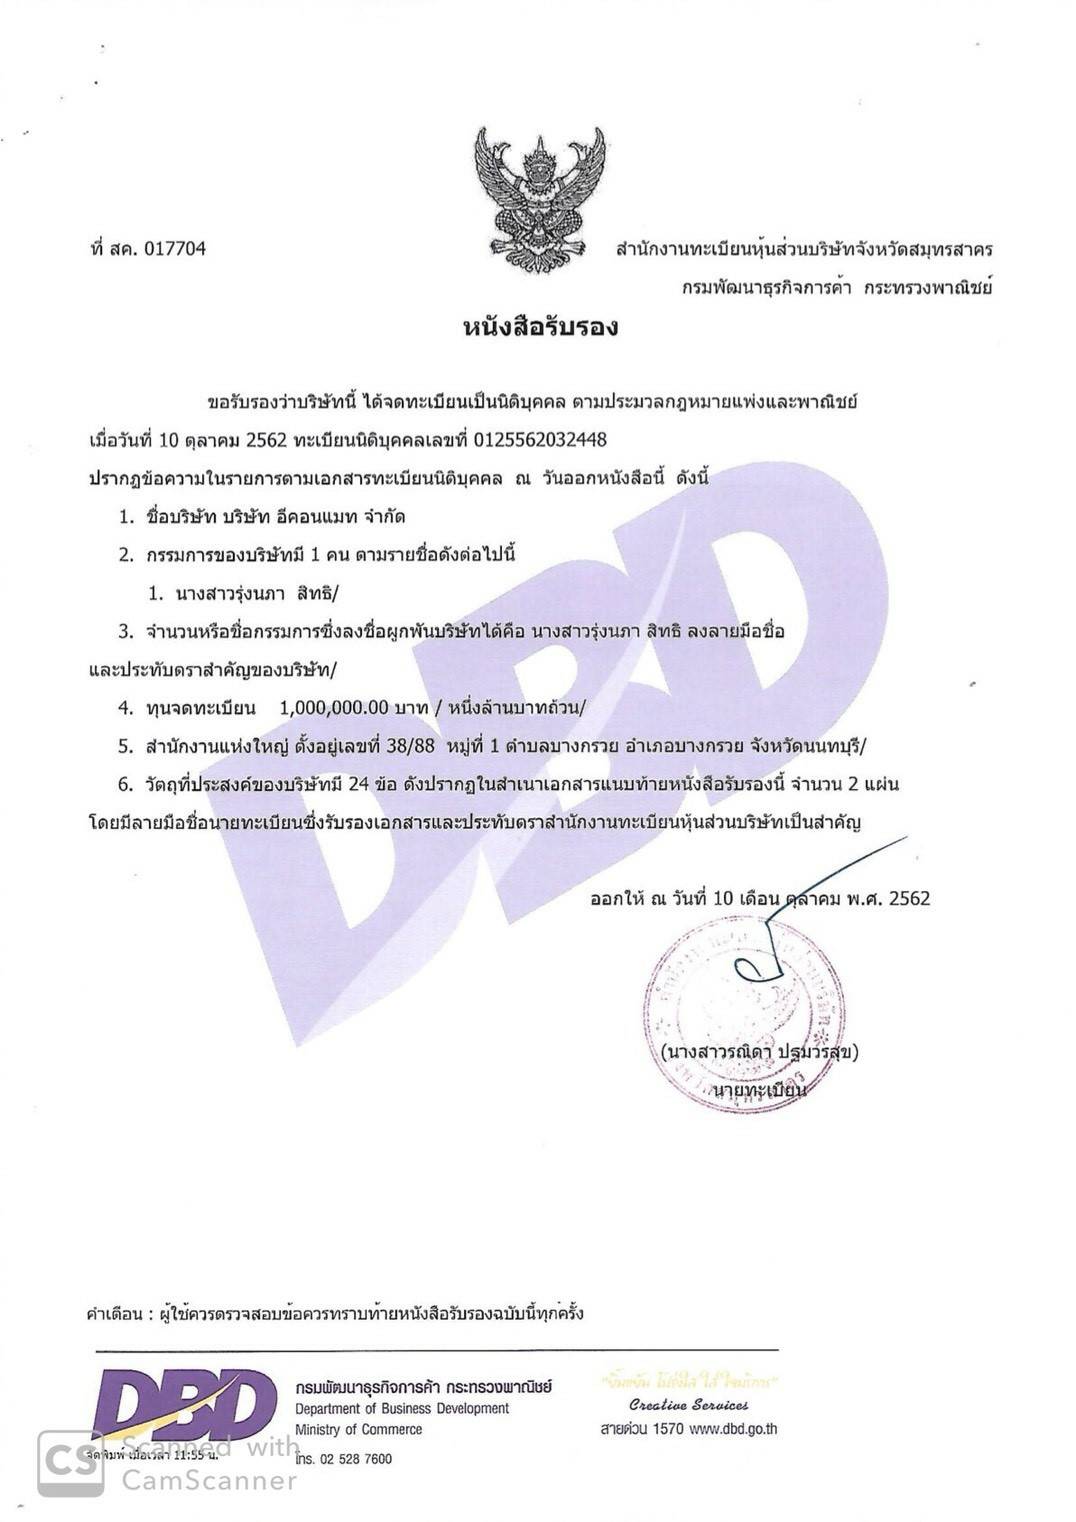 ที่ สค. 017704
สำนักงานทะเบียนหุ้นส่วนบริษัทจังหวัดสมุทรสาคร
กรมพัฒนาธุรกิจการค้า กระทรวงพาณิชย์
หนังสือรับรอง
ขอรับรองว่าบริษัทนี้ ได้จดทะเบียนเป็นนิติบุคคล ตามประมวลกฎหมายแพ่งและพาณิชย์
เมื่อวันที่ 10 ตุลาคม 2562 ทะเบียนนิติบุคคลเลขที่ 0125562032448
ปรากฏข้อความในรายการตามเอกสารทะเบียนนิติบุคคล ณ วันออกหนังสือนี้ ดังนี้
1. ชื่อบริษัท บริษัท อีคอนแมท จำกัด
2. กรรมการของบริษัทมี 1 คน ตามรายชื่อดังต่อไปนี้
1. นางสาวรุ่งนภา สิทธิ/
3. จำนวนหรือชื่อกรรมการซึ่งลงชื่อผูกพันบริษัทได้คือ นางสาวรุ่งนภา สิทธิ ลงลายมือชื่อ
และประทับตราสำคัญของบริษัท/
4. ทุนจดทะเบียน 1,000,000.00 บาท / หนึ่งล้านบาทถ้วน/
5. สำนักงานแห่งใหญ่ ตั้งอยู่เลขที่ 38/88 หมู่ที่ 1 ตำบลบางกรวย อำเภอบางกรวย จังหวัดนนทบุรี/
6. วัตถุที่ประสงค์ของบริษัทมี 24 ข้อ ดังปรากฏในสำเนาเอกสารแนบท้ายหนังสือรับรองนี้ จำนวน 2 แผ่น
โดยมีลายมือชื่อนายทะเบียนซึ่งรับรองเอกสารและประทับตราสำนักงานทะเบียนหุ้นส่วนบริษัทเป็นสำคัญ
DBD
ออกให้ ณ วันที่ 10 เดือน ตุลาคม พ.ศ. 2562
(นางสาวรณิดา ปฐมวรสุข)
นายทะเบียน
คำเตือน : ผู้ใช้ควรตรวจสอบข้อควรทราบท้ายหนังสือรับรองฉบับนี้ทุกครั้ง
DBD
กรมพัฒนาธุรกิจการค้า กระทรวงพาณิชย์
Department of Business Development
Ministry of Commerce
โทร. 02 528 7600
Creative Services
สายด่วน 1570 www.dbd.go.th
จัดพิมพ์ เมื่อเวลา 11:55 น.
CS Scanned with
CamScanner